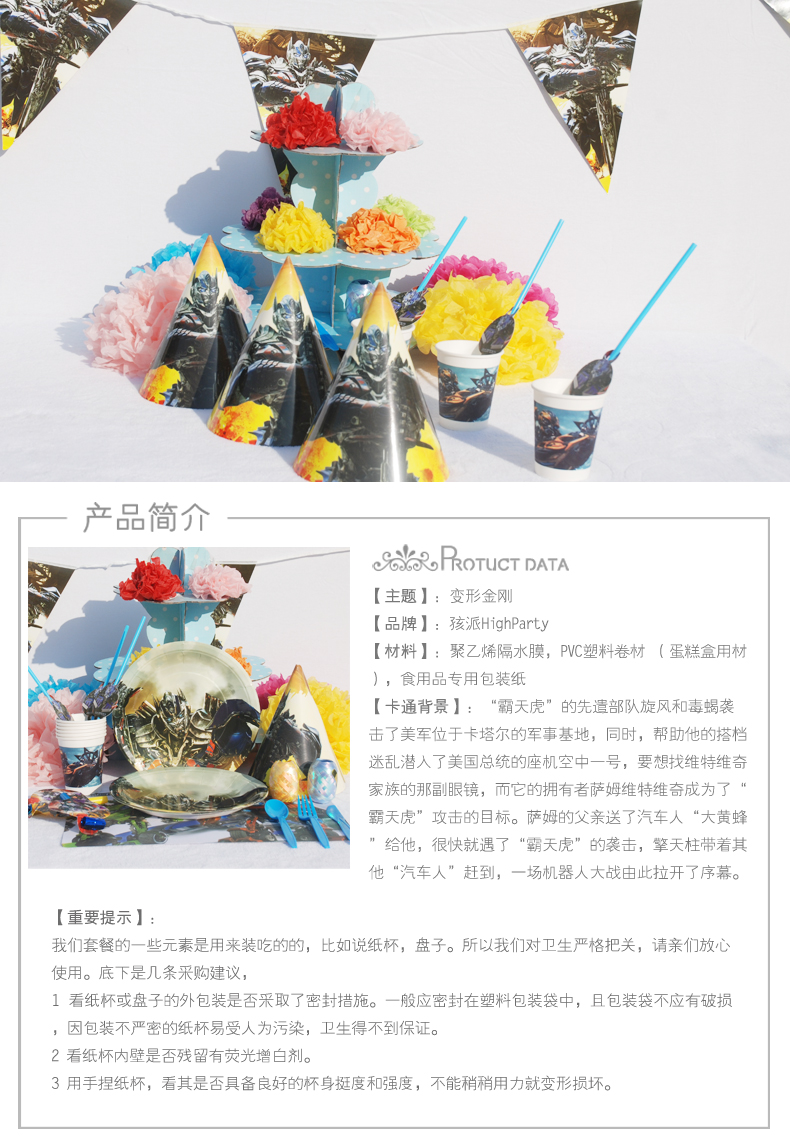 产品简介
PROTUCT DATA
【主题】：变形金刚
【品牌】：孩派HighParty
【材料】：聚乙烯隔水膜，PVC塑料卷材 （蛋糕盒用材
），食用品专用包装纸
【卡通背景】：“霸天虎”的先遣部队旋风和毒蝎袭
击了美军位于卡塔尔的军事基地，同时，帮助他的搭档
迷乱潜入了美国总统的座机空中一号，要想找维特维奇
家族的那副眼镜，而它的拥有者萨姆维特维奇成为了“
霸天虎”攻击的目标。萨姆的父亲送了汽车人“大黄蜂
”给他，很快就遇了“霸天虎”的袭击，擎天柱带着其
他“汽车人”赶到，一场机器人大战由此拉开了序幕。
【重要提示】：
我们套餐的一些元素是用来装吃的的，比如说纸杯，盘子。所以我们对卫生严格把关，请亲们放心
使用。底下是几条采购建议，
1 看纸杯或盘子的外包装是否采取了密封措施。一般应密封在塑料包装袋中，且包装袋不应有破损
，因包装不严密的纸杯易受人为污染，卫生得不到保证。
2 看纸杯内壁是否残留有荧光增白剂。
3 用手捏纸杯，看其是否具备良好的杯身挺度和强度，不能稍稍用力就变形损坏。